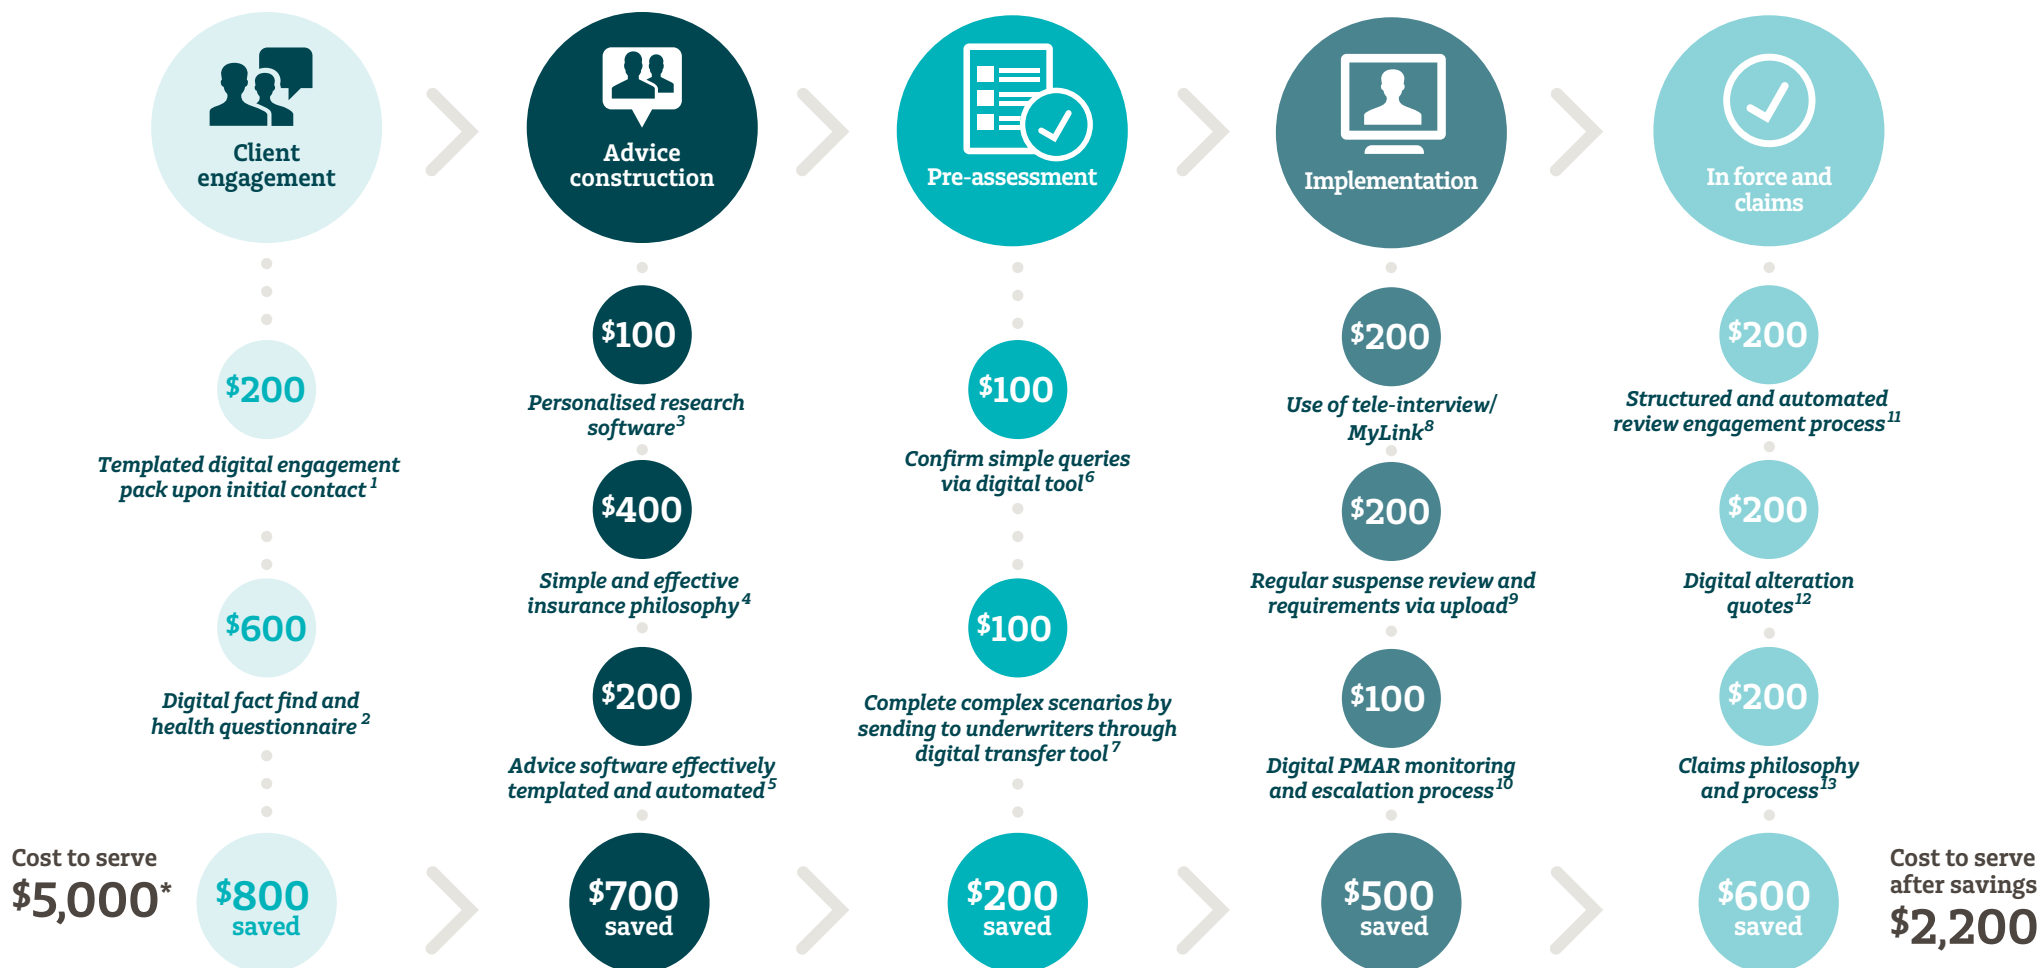 Client
engagement
$200
Templated digital engagement
pack upon initial contact 1
$600
Digital fact find and
health questionnaire 2
Advice
construction
$100
Personalised research
software3
$400
Simple and effective
insurance philosophy4
$200
Advice software effectively
templated and automated5
Pre-assessment
$100
Confirm simple queries
via digital tool6
$100
Complete complex scenarios by
sending to underwriters through
digital transfer tool 7
Implementation
$200
Use of tele-interview/
MyLink8
$200
Regular suspense review and
requirements via upload9
$100
Digital PMAR monitoring
and escalation process10
In force and
claims
$200
Structured and automated
review engagement process11
$200
Digital alteration
quotes12
$200
Claims philosophy
and process13
Cost to serve
$5,000*
$800
saved
$700
saved
$200
saved
$500
saved
$600
saved
Cost to serve
after savings
$2,200